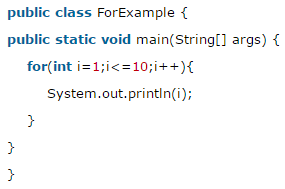 public class ForExample {
public static void main(String[] args) {
for(int i=1;i<=10;i++){
System.out.println(i);
}
}
}